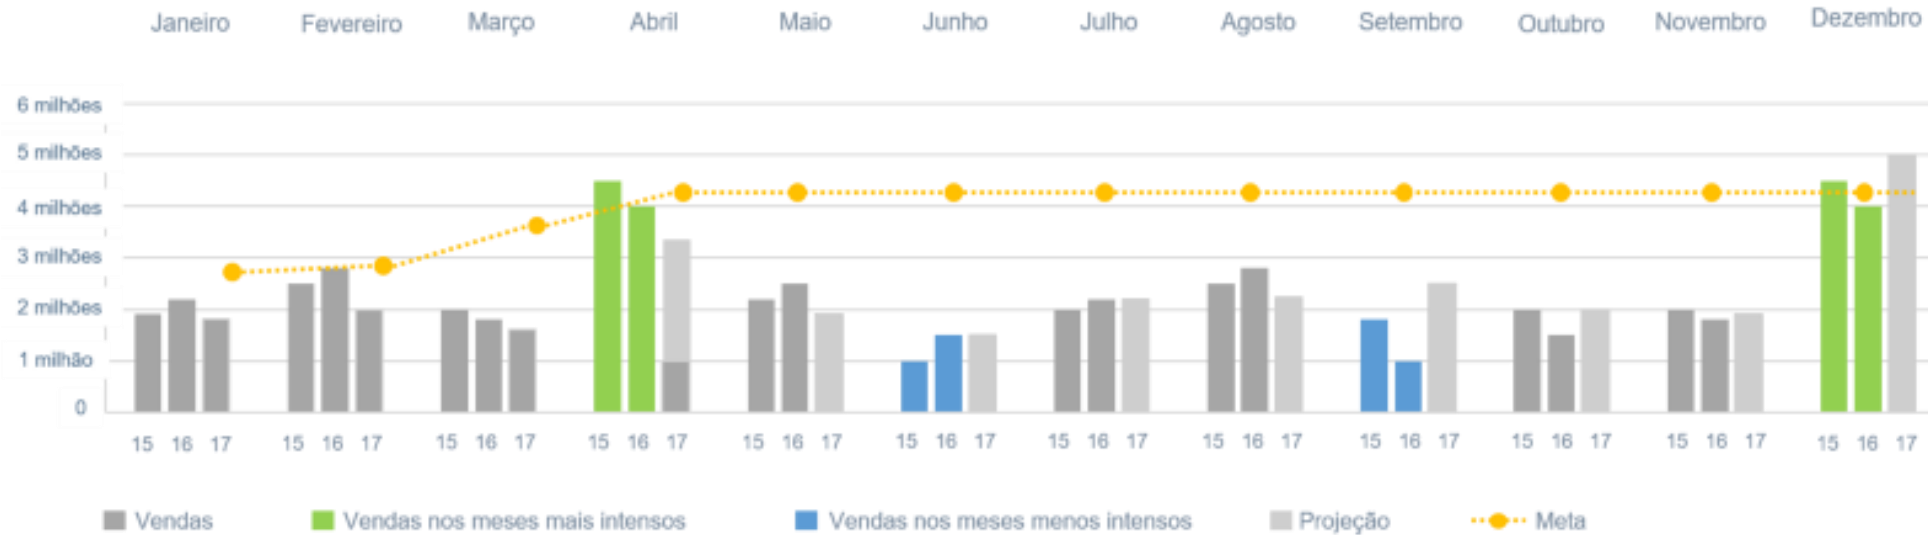 Janeiro Fevereiro Março Abril Maio Junho Julho Agosto Setembro Outubro Novembro Dezembro
6 milhões
5 milhões
4 milhões
3 milhões
2 milhões
1 milhão
0
15 16 17 15 16 17 15 16 17 15 16 17 15 16 17 15 16 17 15 16 17 15 16 17 15 16 17 15 16 17 15 16 17 15 16 17
Vendas Vendas nos meses mais intensos Vendas nos meses menos intensos Projeção Meta